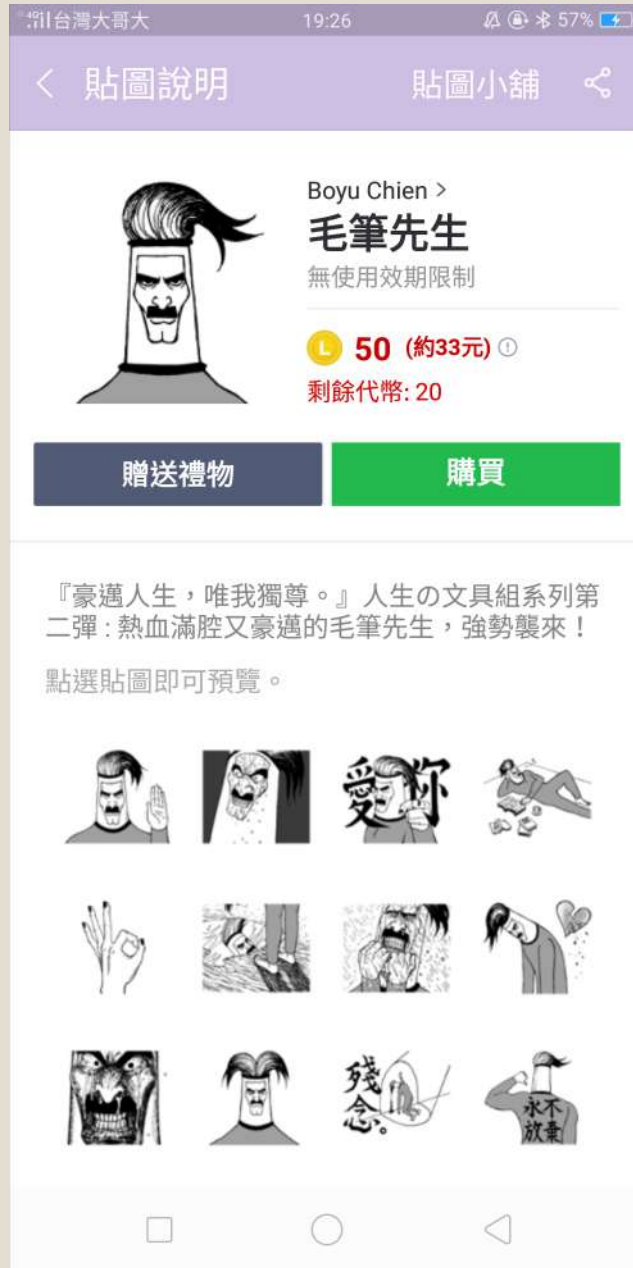 4G 台灣大哥大 19:26 57%
貼圖說明 貼圖小舖
Boyu Chien >
毛筆先生
無使用效期限制
L 50 (約33元)
剩餘代幣: 20
贈送禮物 購買
『豪邁人生，唯我獨尊。』人生の文具組系列第
二彈 : 熱血滿腔又豪邁的毛筆先生，強勢襲來！
點選貼圖即可預覽。
愛你
殘
念。
永不
放棄